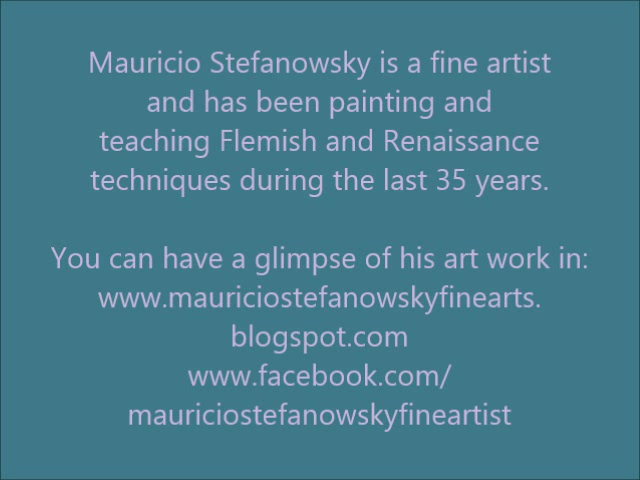 Mauricio Stefanowsky is a fine artist
and has been painting and
teaching Flemish and Renaissance
techniques during the last 35 years.
You can have a glimpse of his art work in:
www.mauriciostefanowskyfinearts.
blogspot.com
www.facebook.com/
mauriciostefanowskyfineartist